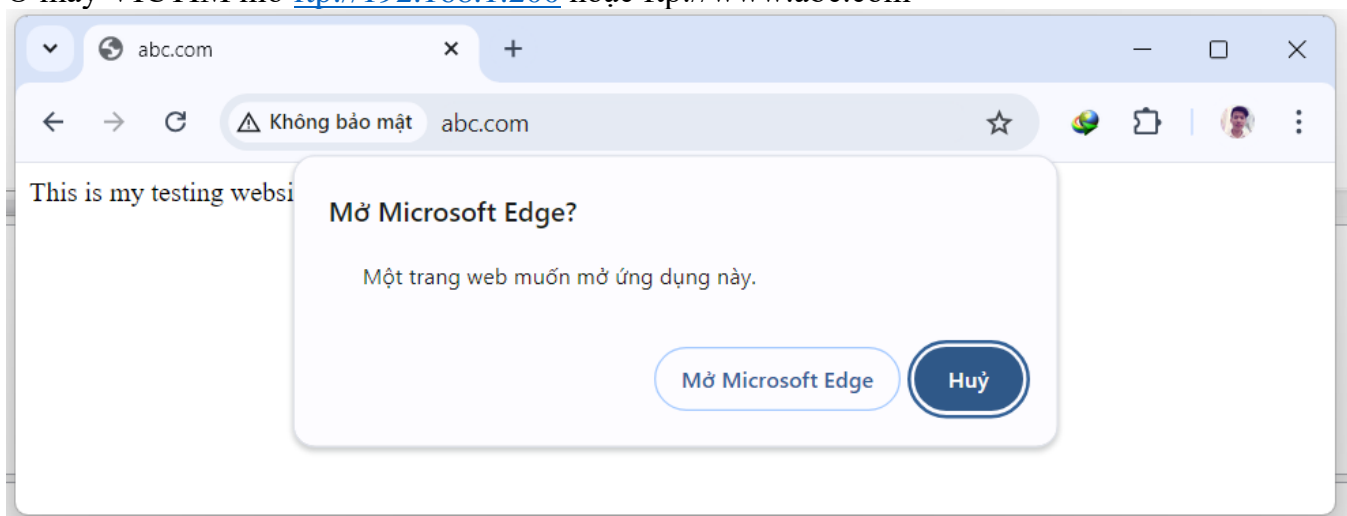 abc.com
Không bảo mật abc.com
This is my testing websi
Mở Microsoft Edge?
Một trang web muốn mở ứng dụng này.
Mở Microsoft Edge Huỷ